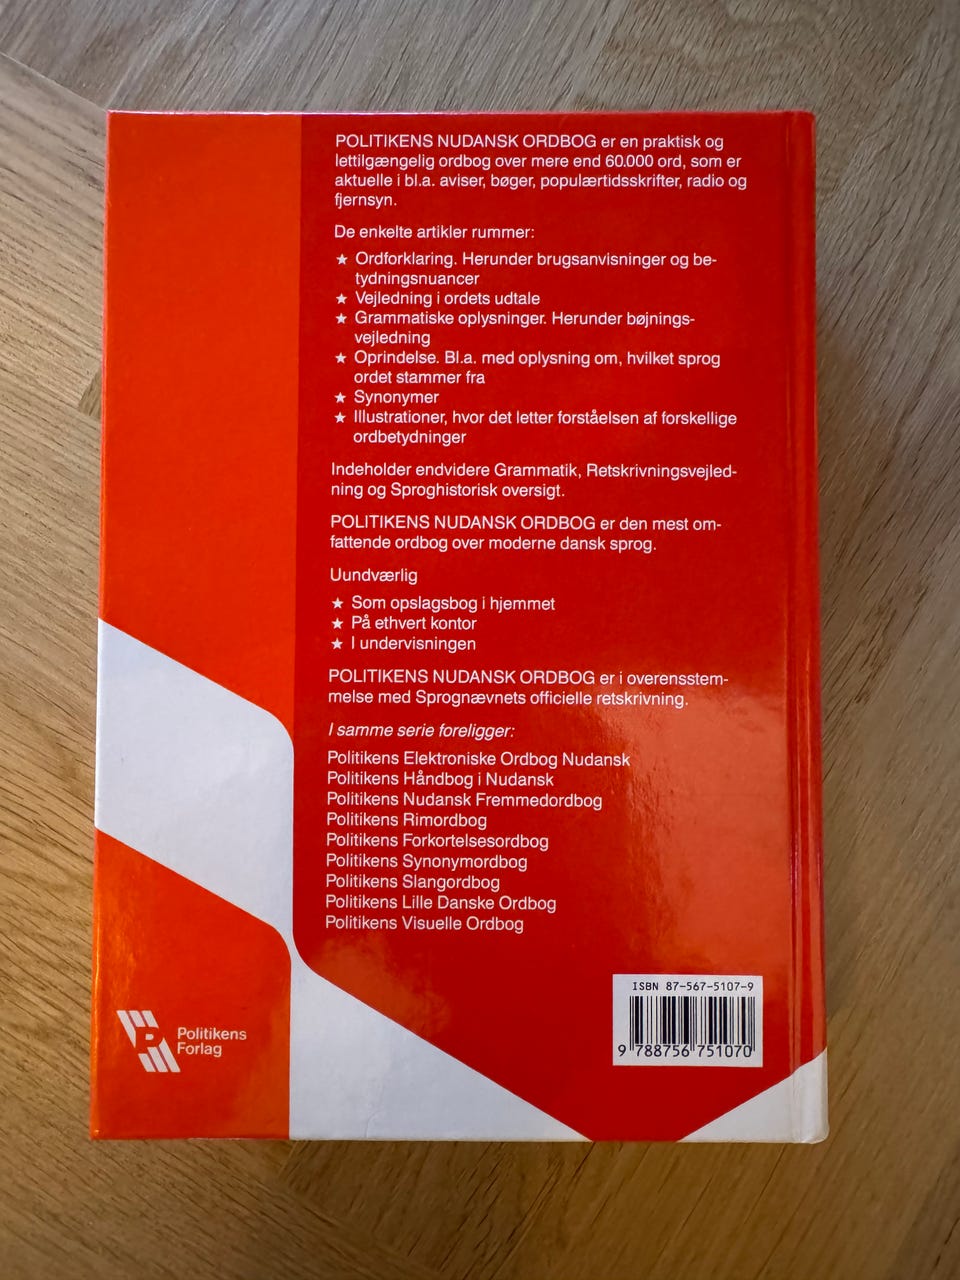 POLITIKENS NUDANSK ORDBOG er en praktisk og
lettilgængelig ordbog over mere end 60.000 ord, som er
aktuelle i bl.a. aviser, bøger, populærtidsskrifter, radio og
fjernsyn.
De enkelte artikler rummer:
★ Ordforklaring. Herunder brugsanvisninger og be-
tydningsnuancer
★ Vejledning i ordets udtale
★ Grammatiske oplysninger. Herunder bøjnings-
vejledning
★ Oprindelse. Bl.a. med oplysning om, hvilket sprog
ordet stammer fra
★ Synonymer
★ Illustrationer, hvor det letter forståelsen af forskellige
ordbetydninger
Indeholder endvidere Grammatik, Retskrivningsvejled-
ning og Sproghistorisk oversigt.
POLITIKENS NUDANSK ORDBOG er den mest om-
fattende ordbog over moderne dansk sprog.
Uundværlig
★ Som opslagsbog i hjemmet
★ På ethvert kontor
★ I undervisningen
POLITIKENS NUDANSK ORDBOG er i overensstem-
melse med Sprognævnets officielle retskrivning.
I samme serie foreligger:
Politikens Elektroniske Ordbog Nudansk
Politikens Håndbog i Nudansk
Politikens Nudansk Fremmedordbog
Politikens Rimordbog
Politikens Forkortelsesordbog
Politikens Synonymordbog
Politikens Slangordbog
Politikens Lille Danske Ordbog
Politikens Visuelle Ordbog
ISBN 87-567-5107-9
9 788756 751070
P
Politikens
Forlag